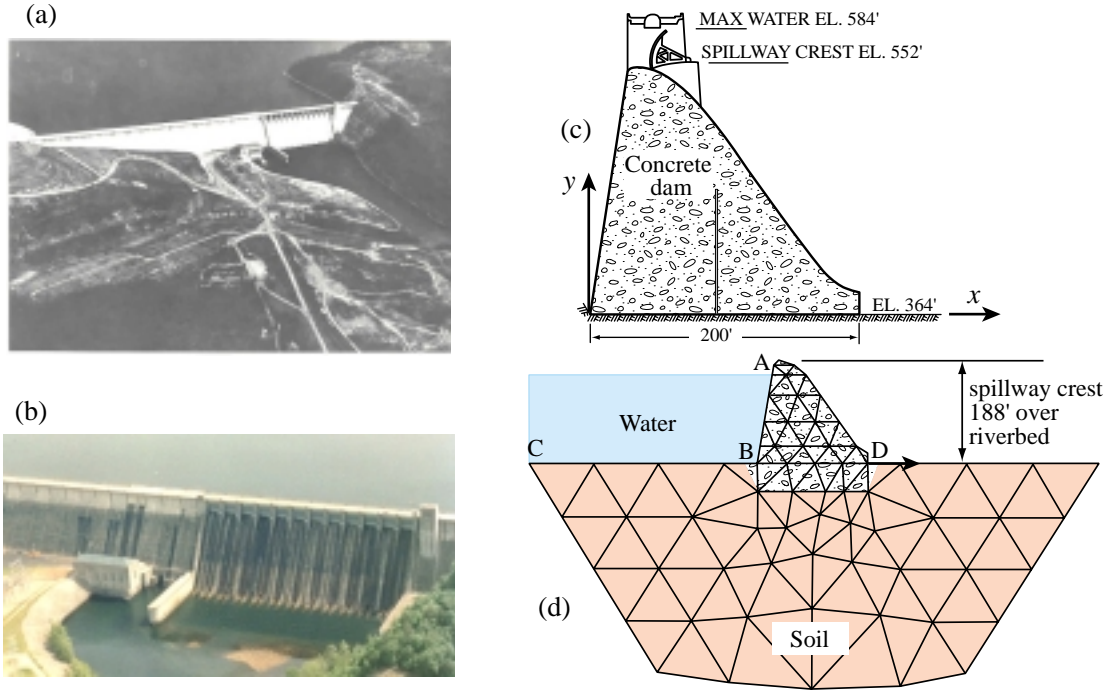 (a)
(b)
MAX WATER EL. 584'
SPILLWAY CREST EL. 552'
(c)
Concrete
dam
y
EL. 364'
x
200'
A
spillway crest
188' over
riverbed
Water
C
B
D
(d)
Soil